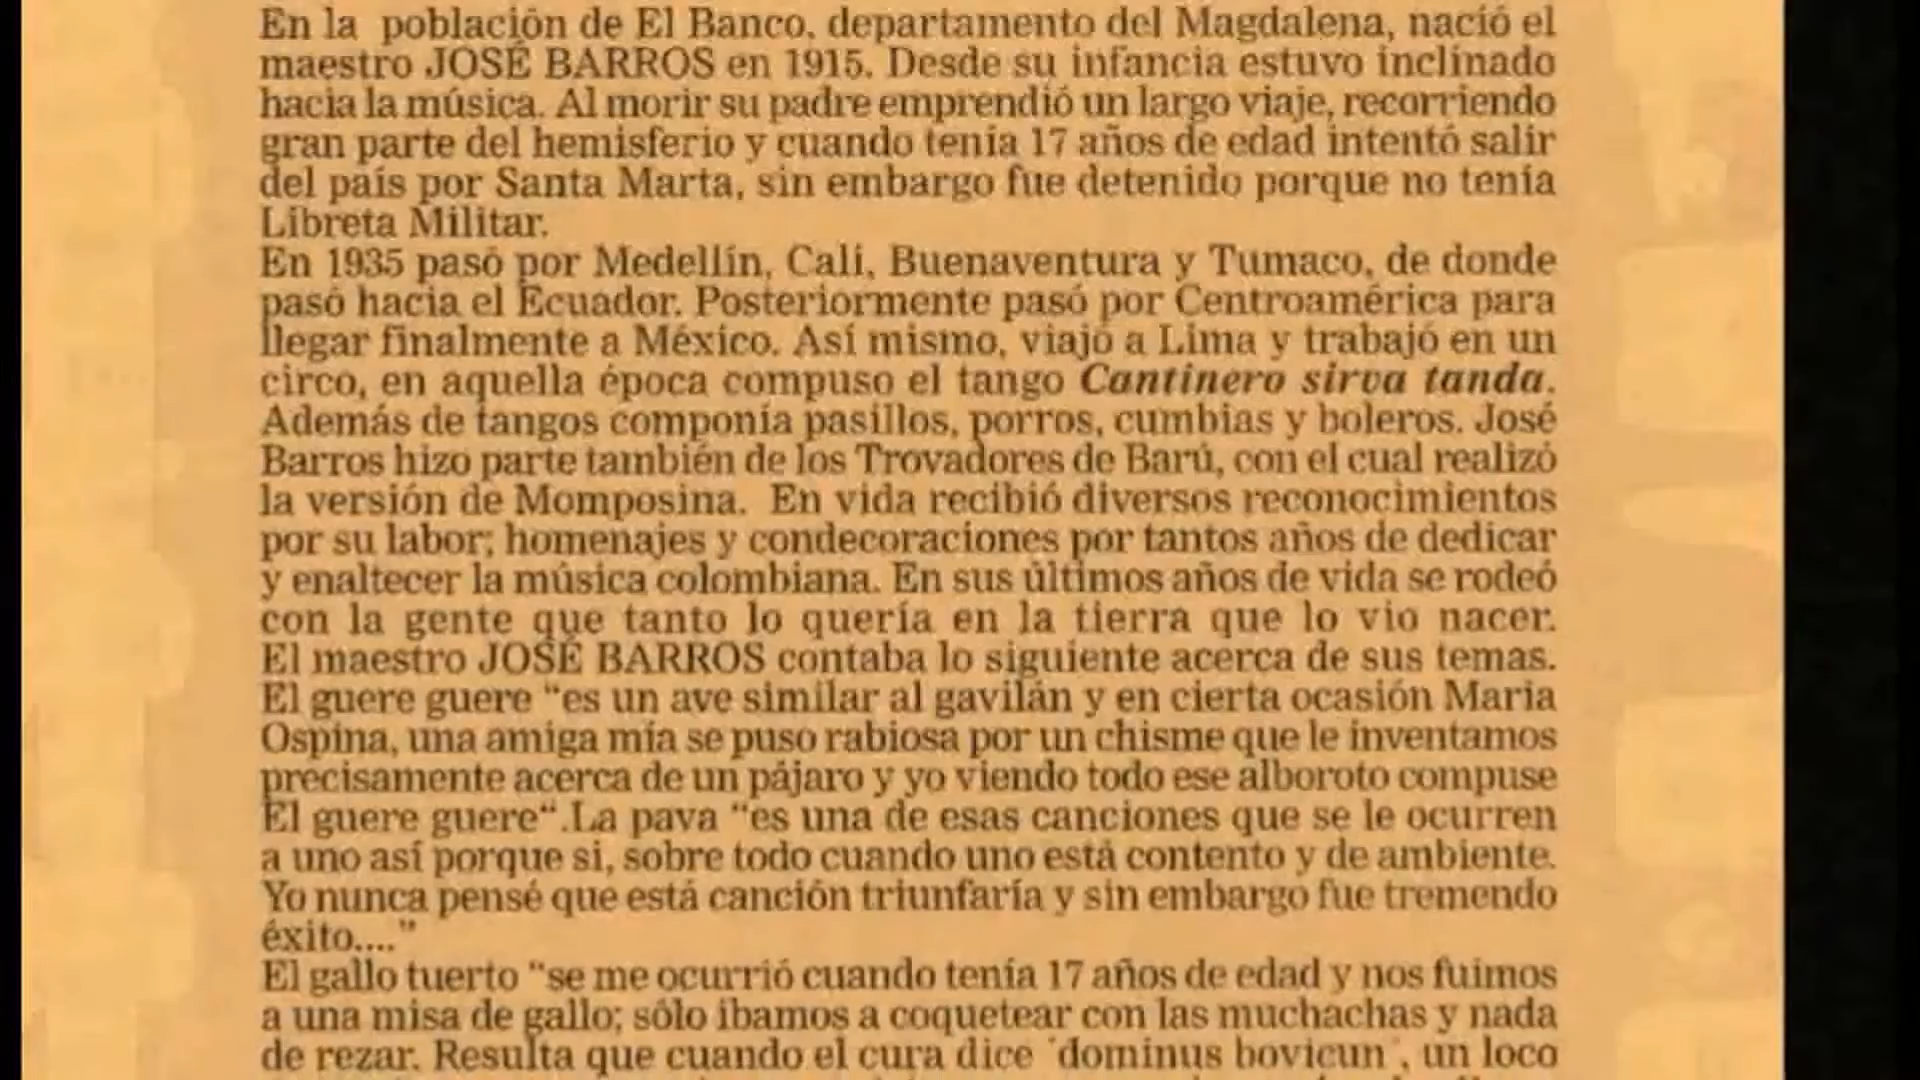 En la población de El Banco, departamento del Magdalena, nació el
maestro JOSÉ BARROS en 1915. Desde su infancia estuvo inclinado
hacia la música. Al morir su padre emprendió un largo viaje, recorriendo
gran parte del hemisferio y cuando tenía 17 años de edad intentó salir
del país por Santa Marta, sin embargo fue detenido porque no tenía
Libreta Militar.
En 1935 pasó por Medellín, Cali, Buenaventura y Tumaco, de donde
pasó hacia el Ecuador. Posteriormente pasó por Centroamérica para
llegar finalmente a México. Así mismo, viajó a Lima y trabajó en un
circo, en aquella época compuso el tango Cantinero sirva tanda.
Además de tangos componía pasillos, porros, cumbias y boleros. José
Barros hizo parte también de los Trovadores de Barú, con el cual realizó
la versión de Momposina. En vida recibió diversos reconocimientos
por su labor; homenajes y condecoraciones por tantos años de dedicar
y enaltecer la música colombiana. En sus últimos años de vida se rodeó
con la gente que tanto lo quería en la tierra que lo vio nacer.
El maestro JOSÉ BARROS contaba lo siguiente acerca de sus temas.
El guere guere “es un ave similar al gavilán y en cierta ocasión Maria
Ospina, una amiga mía se puso rabiosa por un chisme que le inventamos
precisamente acerca de un pájaro y yo viendo todo ese alboroto compuse
El guere guere“.La pava “es una de esas canciones que se le ocurren
a uno así porque si, sobre todo cuando uno está contento y de ambiente.
Yo nunca pensé que está canción triunfaría y sin embargo fue tremendo
éxito....”
El gallo tuerto “se me ocurrió cuando tenía 17 años de edad y nos fuimos
a una misa de gallo; sólo ibamos a coquetear con las muchachas y nada
de rezar. Resulta que cuando el cura dice ´dominus bovicun´, un loco